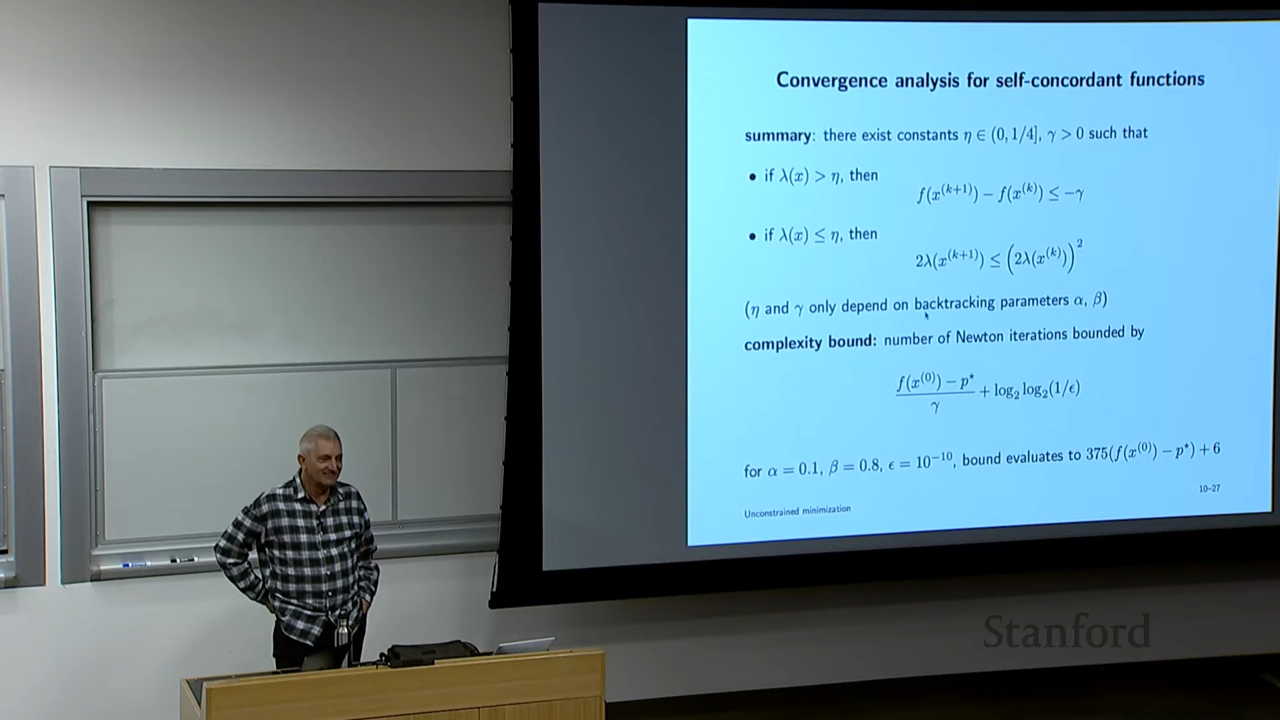 Convergence analysis for self-concordant functions
summary: there exist constants η ∈ (0, 1/4], γ > 0 such that
• if λ(x) > η, then
f(x^(k+1)) − f(x^(k)) ≤ −γ
• if λ(x) ≤ η, then
2λ(x^(k+1)) ≤ (2λ(x^(k)))^2
(η and γ only depend on backtracking parameters α, β)
complexity bound: number of Newton iterations bounded by
(f(x^(0)) − p^⋆)/γ + log_2 log_2(1/ϵ)
for α = 0.1, β = 0.8, ϵ = 10^−10, bound evaluates to 375(f(x^(0)) − p^⋆) + 6
10–27
Unconstrained minimization
Stanford